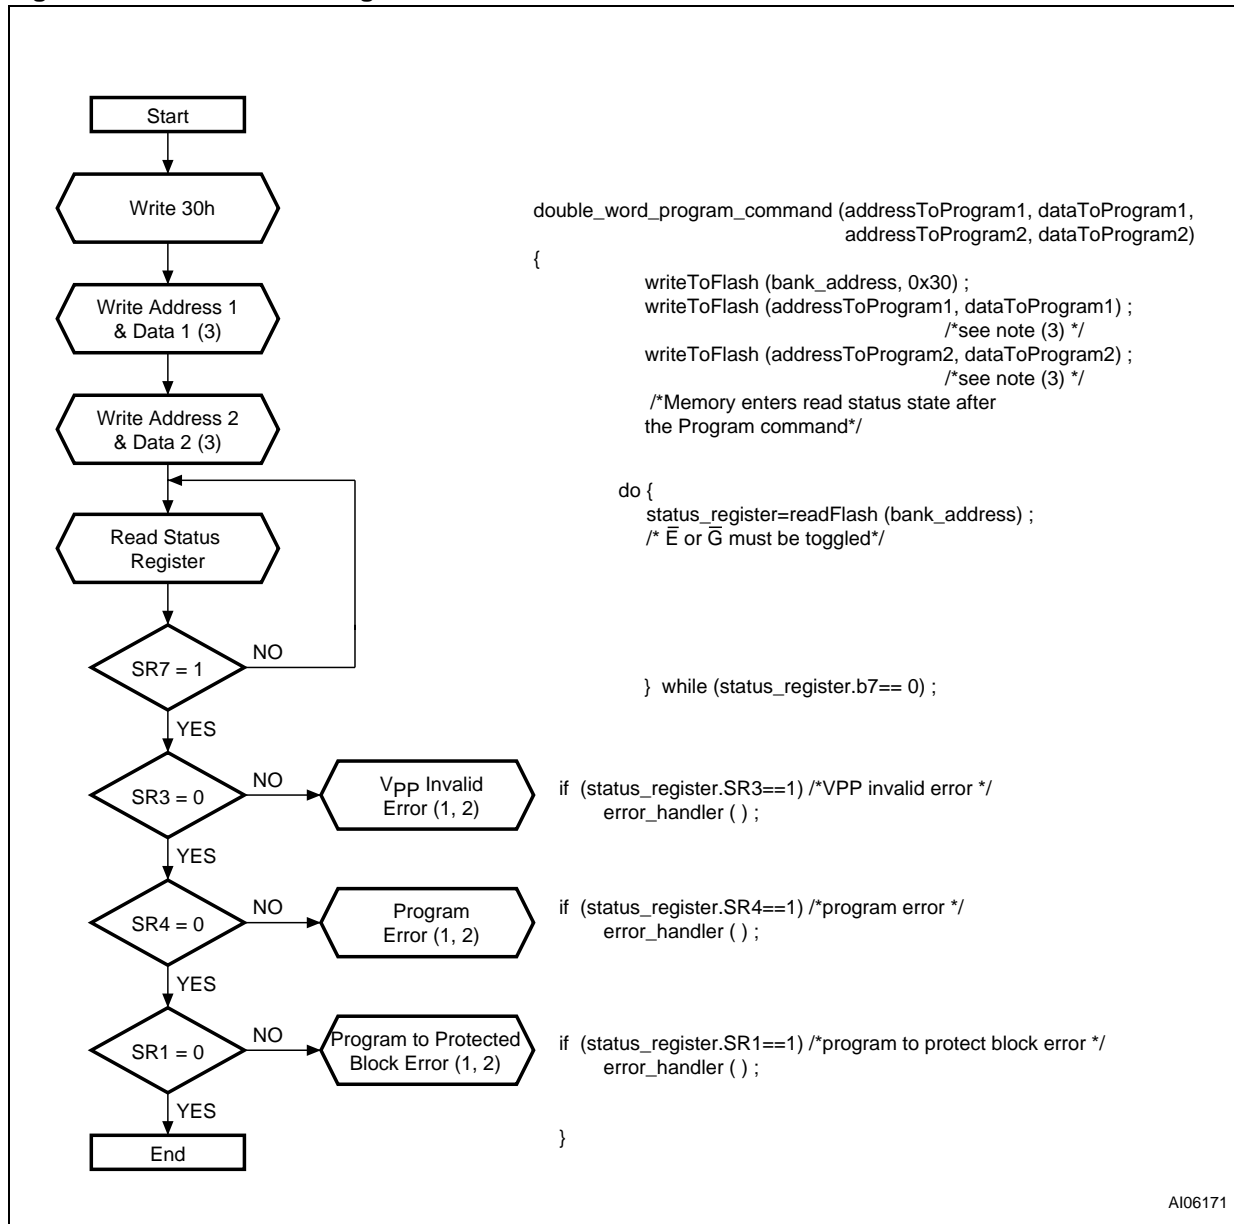 Start
Write 30h
Write Address 1
& Data 1 (3)
Write Address 2
& Data 2 (3)
Read Status
Register
SR7 = 1
NO
YES
SR3 = 0
NO
VPP Invalid
Error (1, 2)
YES
SR4 = 0
NO
Program
Error (1, 2)
YES
SR1 = 0
NO
Program to Protected
Block Error (1, 2)
YES
End
double_word_program_command (addressToProgram1, dataToProgram1,
addressToProgram2, dataToProgram2)
{
writeToFlash (bank_address, 0x30) ;
writeToFlash (addressToProgram1, dataToProgram1) ;
/*see note (3) */
writeToFlash (addressToProgram2, dataToProgram2) ;
/*see note (3) */
/*Memory enters read status state after
the Program command*/
do {
status_register=readFlash (bank_address) ;
/* E̅ or G̅ must be toggled*/
} while (status_register.b7== 0) ;
if (status_register.SR3==1) /*VPP invalid error */
error_handler ( ) ;
if (status_register.SR4==1) /*program error */
error_handler ( ) ;
if (status_register.SR1==1) /*program to protect block error */
error_handler ( ) ;
}
AI06171